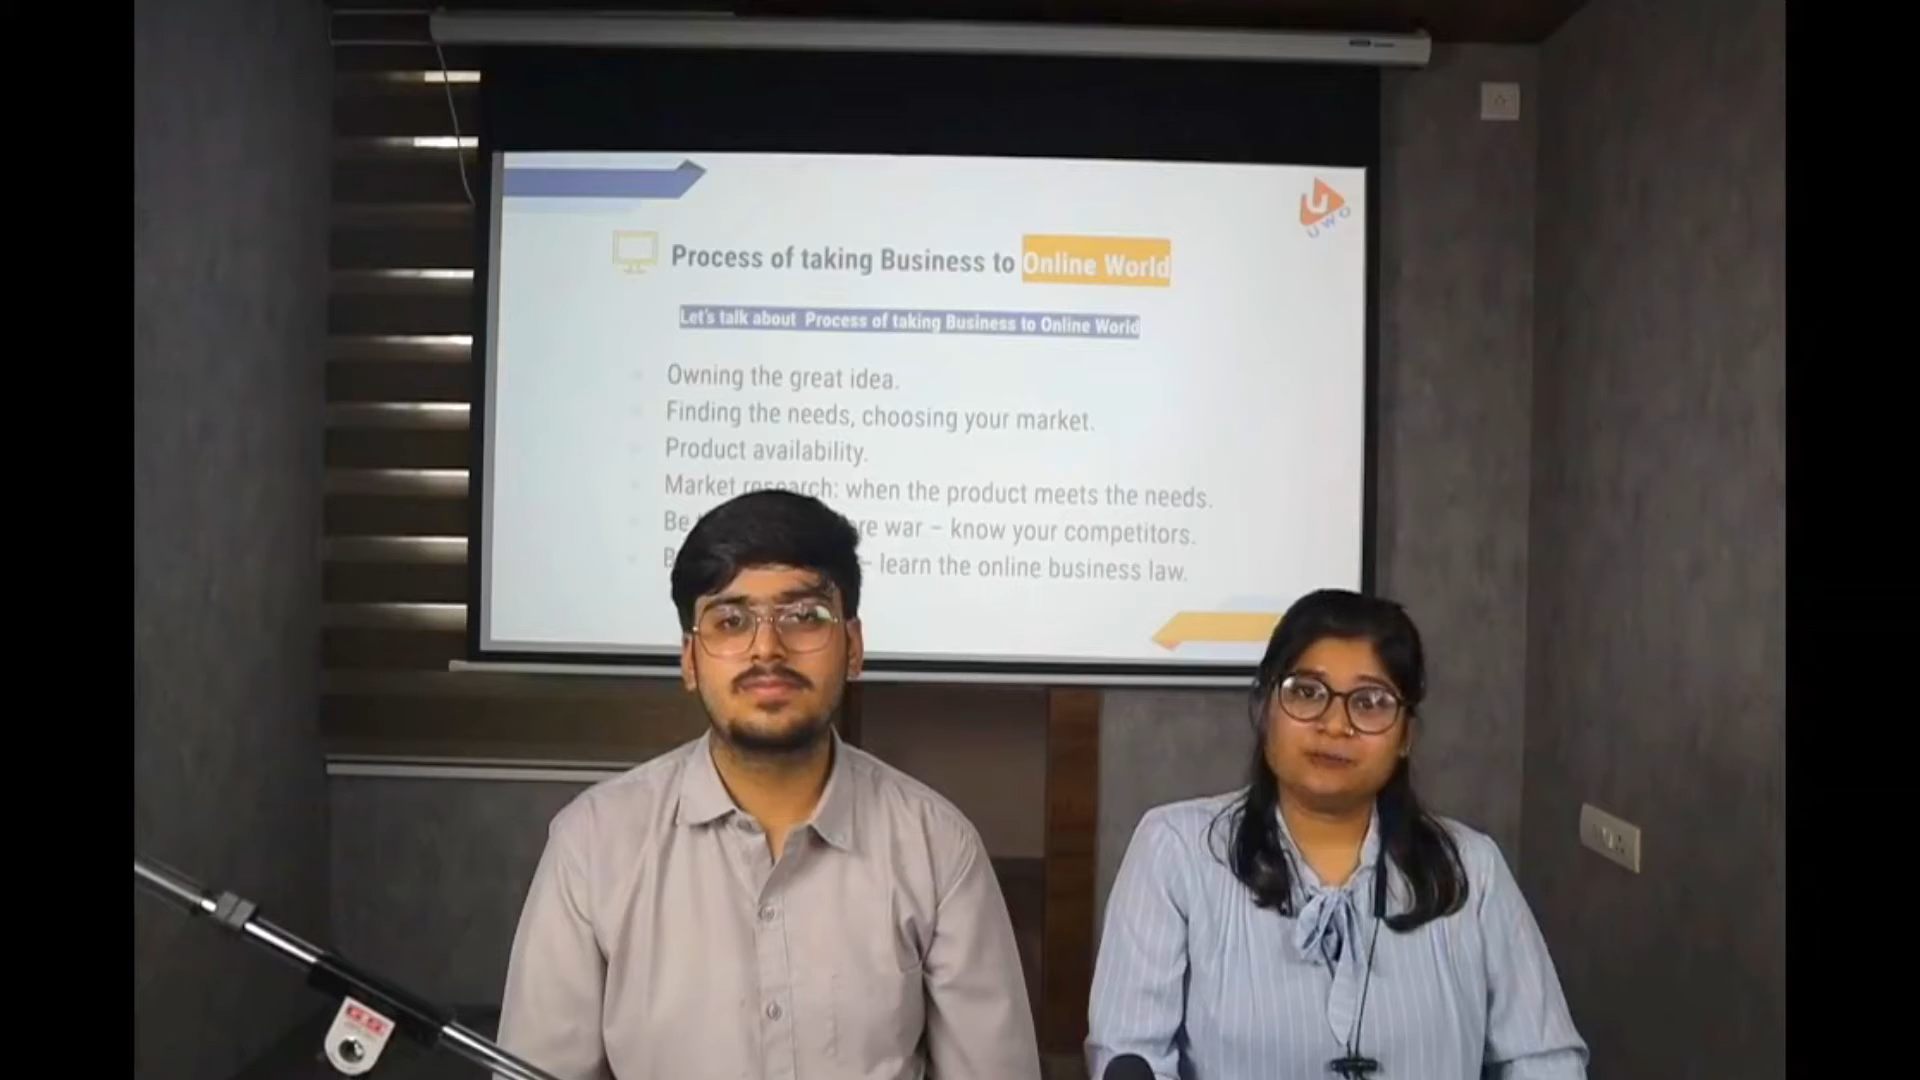 U
UWO
Process of taking Business to Online World
Let's talk about Process of taking Business to Online World
Owning the great idea.
Finding the needs, choosing your market.
Product availability.
Market research: when the product meets the needs.
Be war – know your competitors.
– learn the online business law.